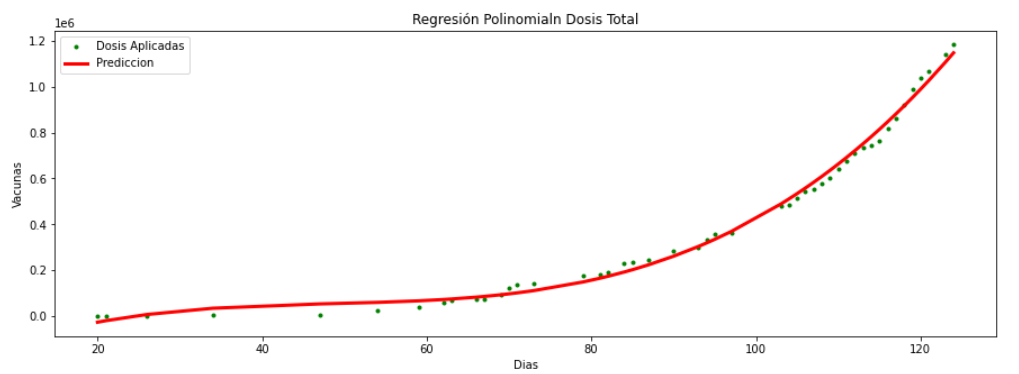 Regresión Polinomialn Dosis Total
1e6
Dosis Aplicadas
Prediccion
1.2
1.0
0.8
0.6
0.4
0.2
0.0
Vacunas
20 40 60 80 100 120
Dias